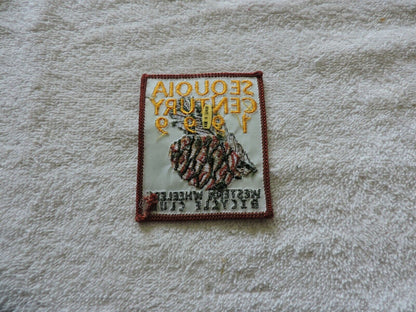 SEQUOIA
CENTURY
WESTERN WHEELERS
BICYCLE CLUB